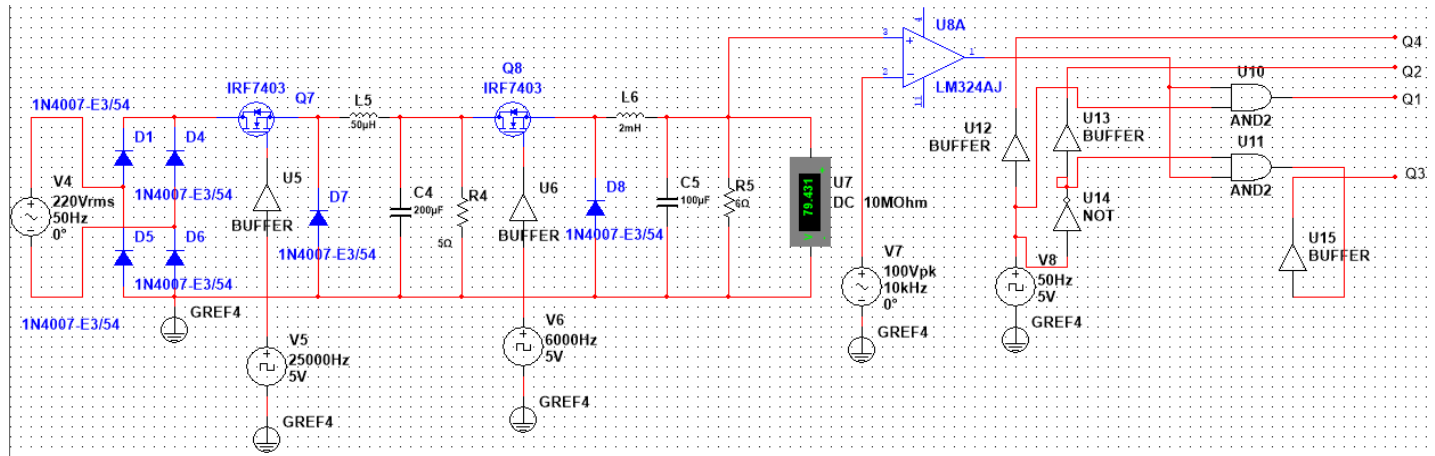 U8A
Q4
3
4
1
2
11
LM324AJ
Q8
IRF7403
IRF7403
Q7
1N4007-E3/54
L5
50µH
L6
2mH
D1
D4
1N4007-E3/54
V4
220Vrms
50Hz
0°
U5
BUFFER
D7
1N4007-E3/54
C4
200µF
R4
5Ω
U6
BUFFER
D8
1N4007-E3/54
C5
100µF
R5
6Ω
79.431
U7
DC 10MOhm
D5
D6
1N4007-E3/54
1N4007-E3/54
GREF4
V5
25000Hz
5V
GREF4
V6
6000Hz
5V
GREF4
V7
100Vpk
10kHz
0°
GREF4
U12
BUFFER
U13
BUFFER
U14
NOT
V8
50Hz
5V
GREF4
U10
AND2
U11
AND2
U15
BUFFER
Q2
Q1
Q3